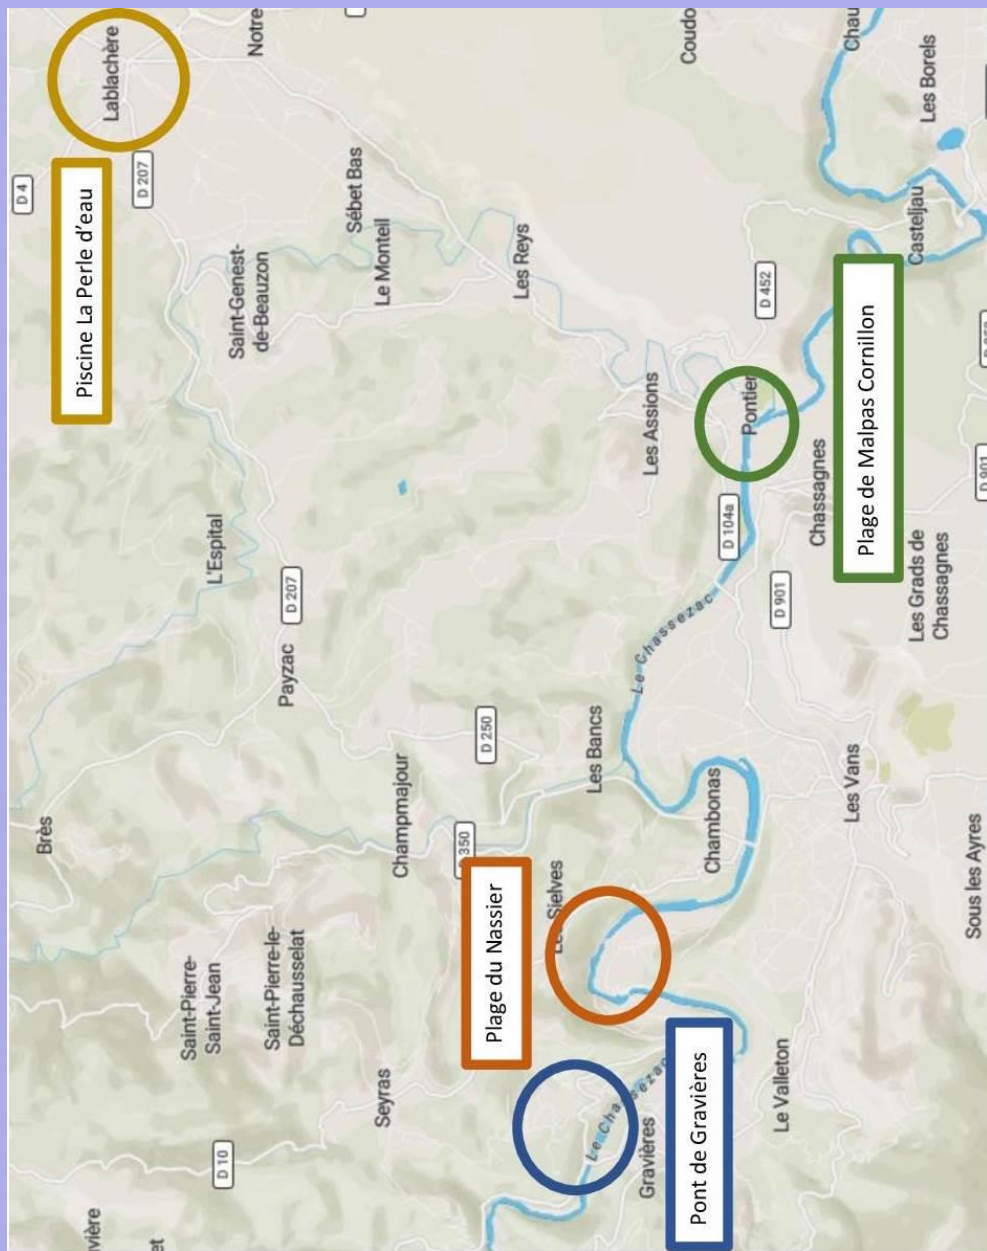 D 4
Brès
Piscine La Perle d'eau
vière
Lablachère
D 207
et
Saint-Pierre-
Saint-Jean
L'Espital
D 10
Saint-Genest-
de-Beauzon
Notre
Saint-Pierre-le-
Déchausselat
Payzac
D 207
Sébet Bas
Seyras
Le Monteil
Champmajour
350
D 250
Plage du Nassier
Les Reys
Sielves
Les Bancs
Le Chassezac
Gravières
Les Assions
Le Chassezac
Coudo
Pont de Gravières
Chambonas
D 104a
Pontier
D 452
Le Valleton
D 901
Chassagnes
Les Vans
Chau
Plage de Malpas Cornillon
Casteljau
Les Grads de
Chassagnes
Les Borels
Sous les Ayres
D 901